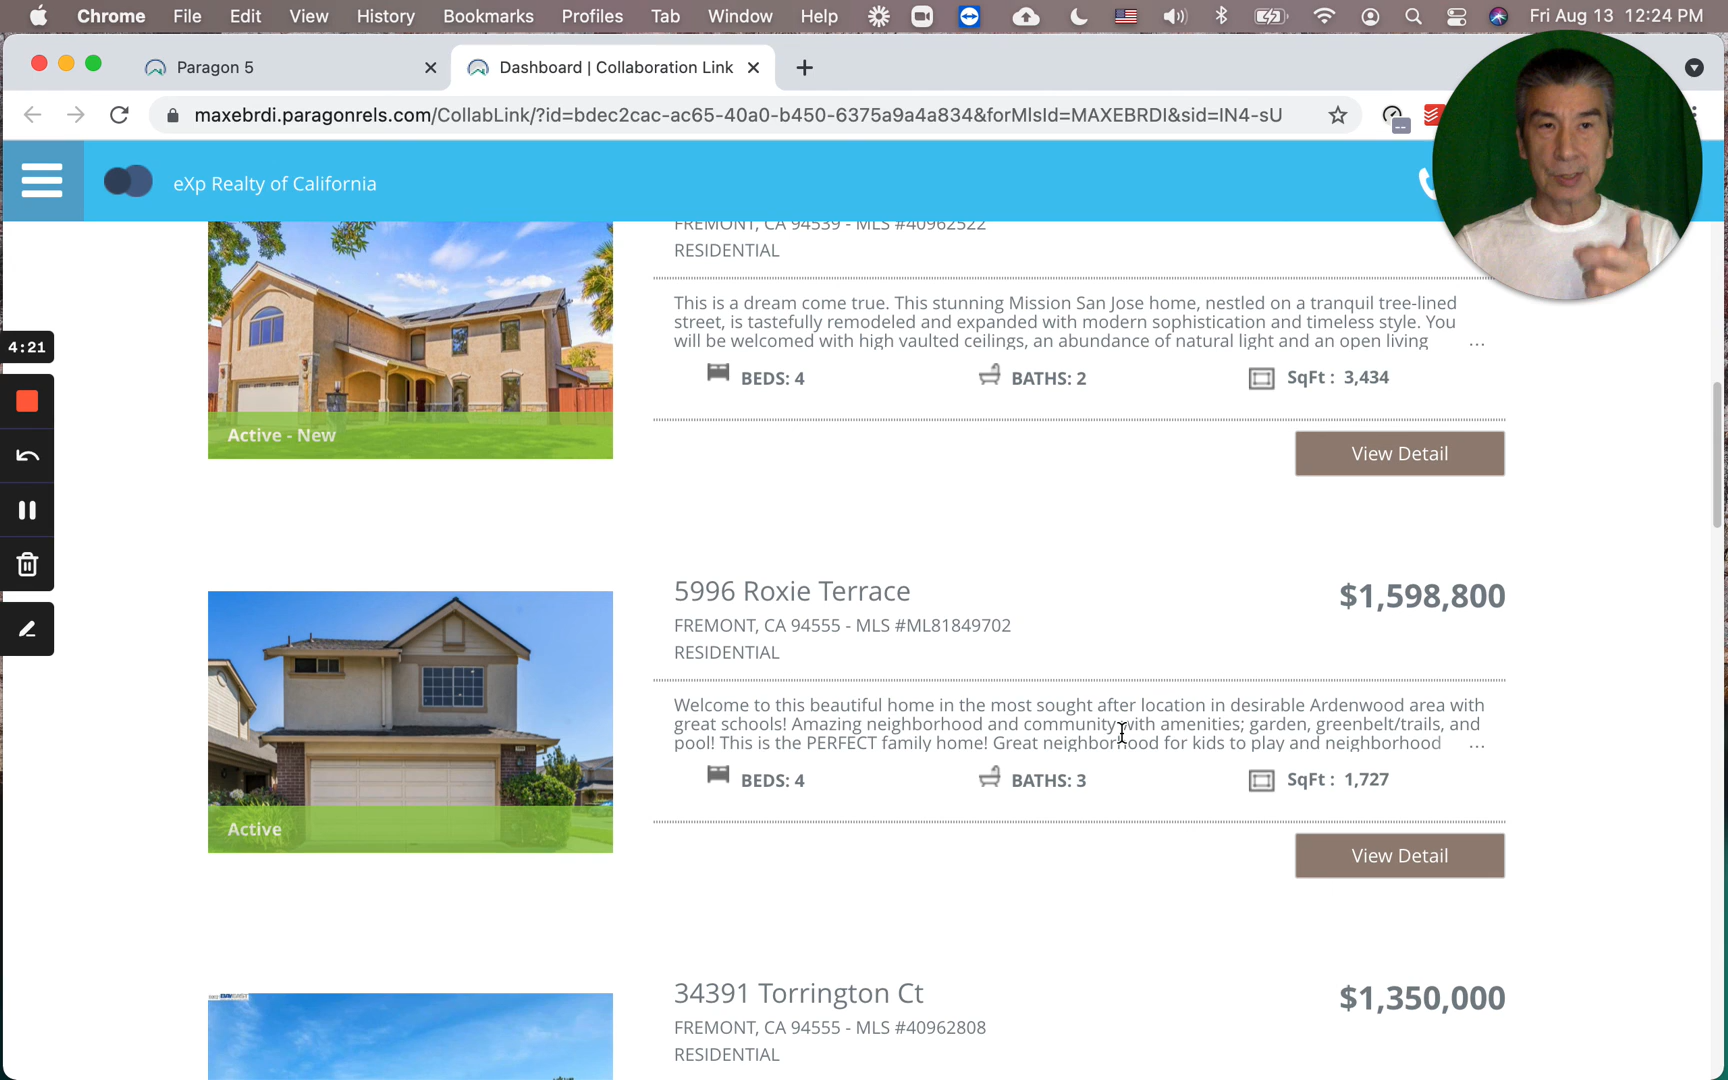 Chrome File Edit View History Bookmarks Profiles Tab Window Help Fri Aug 13 12:24 PM
Paragon 5
Dashboard | Collaboration Link
maxebrdi.paragonrels.com/CollabLink/?id=bdec2cac-ac65-40a0-b450-6375a9a4a834&forMlsId=MAXEBRDI&sid=IN4-sU
eXp Realty of California
FREMONT, CA 94539 - MLS #40962522
RESIDENTIAL
This is a dream come true. This stunning Mission San Jose home, nestled on a tranquil tree-lined
street, is tastefully remodeled and expanded with modern sophistication and timeless style. You
will be welcomed with high vaulted ceilings, an abundance of natural light and an open living ...
4:21
BEDS: 4 BATHS: 2 SqFt : 3,434
Active - New
View Detail
5996 Roxie Terrace
$1,598,800
FREMONT, CA 94555 - MLS #ML81849702
RESIDENTIAL
Welcome to this beautiful home in the most sought after location in desirable Ardenwood area with
great schools! Amazing neighborhood and community with amenities; garden, greenbelt/trails, and
pool! This is the PERFECT family home! Great neighborhood for kids to play and neighborhood ...
BEDS: 4 BATHS: 3 SqFt : 1,727
Active
View Detail
34391 Torrington Ct
$1,350,000
FREMONT, CA 94555 - MLS #40962808
RESIDENTIAL